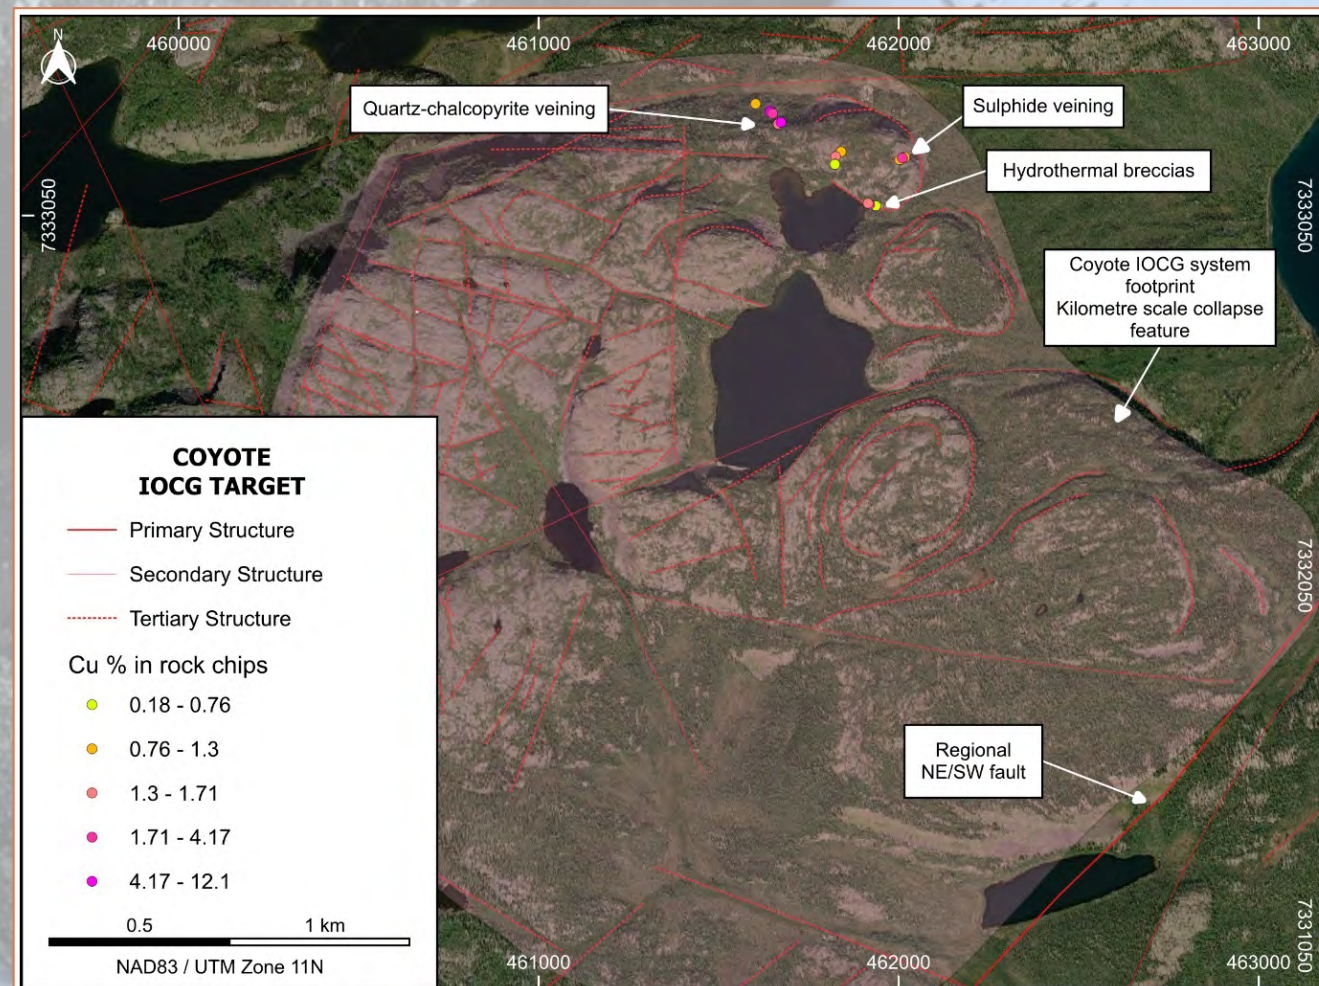 N
460000
461000
462000
463000
Quartz-chalcopyrite veining
Sulphide veining
Hydrothermal breccias
7333050
7333050
Coyote IOCG system
footprint
Kilometre scale collapse
feature
7332050
Regional
NE/SW fault
7331050
COYOTE
IOCG TARGET
Primary Structure
Secondary Structure
Tertiary Structure
Cu % in rock chips
0.18 - 0.76
0.76 - 1.3
1.3 - 1.71
1.71 - 4.17
4.17 - 12.1
0.5
1 km
NAD83 / UTM Zone 11N
461000
462000
463000